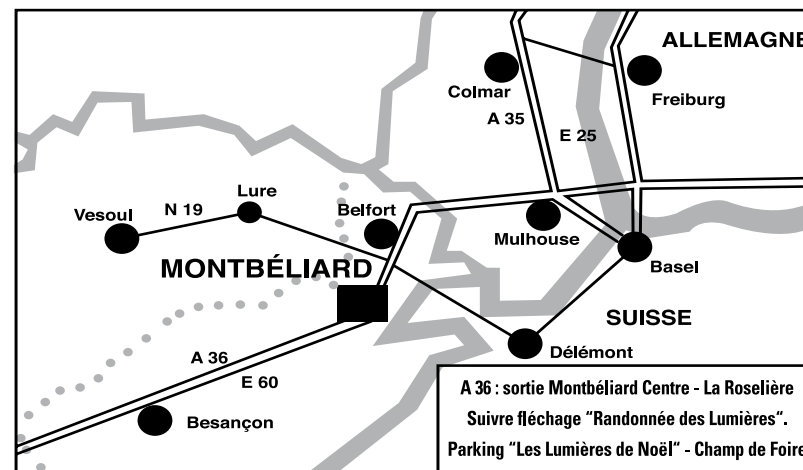 ALLEMAGNE
Colmar
Freiburg
A 35
E 25
Lure
N 19
Vesoul
Belfort
Mulhouse
Basel
MONTBÉLIARD
SUISSE
Délémont
A 36
E 60
Besançon
A 36 : sortie Montbéliard Centre - La Roselière
Suivre fléchage "Randonnée des Lumières".
Parking "Les Lumières de Noël" - Champ de Foire